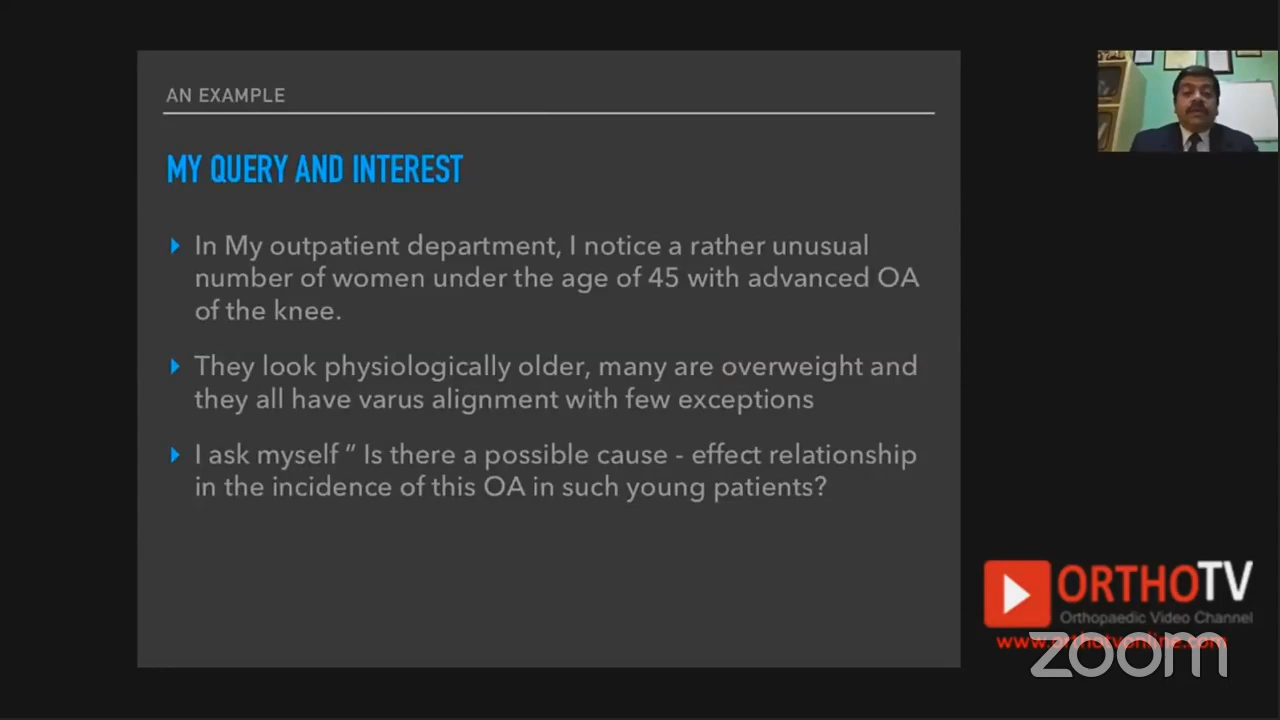 AN EXAMPLE
MY QUERY AND INTEREST
In My outpatient department, I notice a rather unusual
number of women under the age of 45 with advanced OA
of the knee.
They look physiologically older, many are overweight and
they all have varus alignment with few exceptions
I ask myself “ Is there a possible cause - effect relationship
in the incidence of this OA in such young patients?
ORTHOTV
Orthopaedic Video Channel
www.orthotvonline.com
zoom